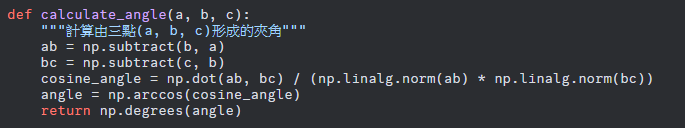 def calculate_angle(a, b, c):
    """計算由三點(a, b, c)形成的夾角"""
    ab = np.subtract(b, a)
    bc = np.subtract(c, b)
    cosine_angle = np.dot(ab, bc) / (np.linalg.norm(ab) * np.linalg.norm(bc))
    angle = np.arccos(cosine_angle)
    return np.degrees(angle)